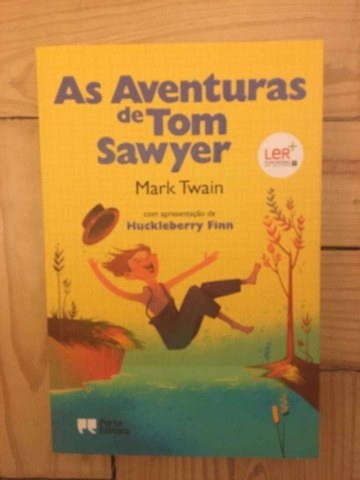 As Aventuras
de Tom
Sawyer
LeR+
Mark Twain
com apresentação de
Huckleberry Finn
Porto
Editora